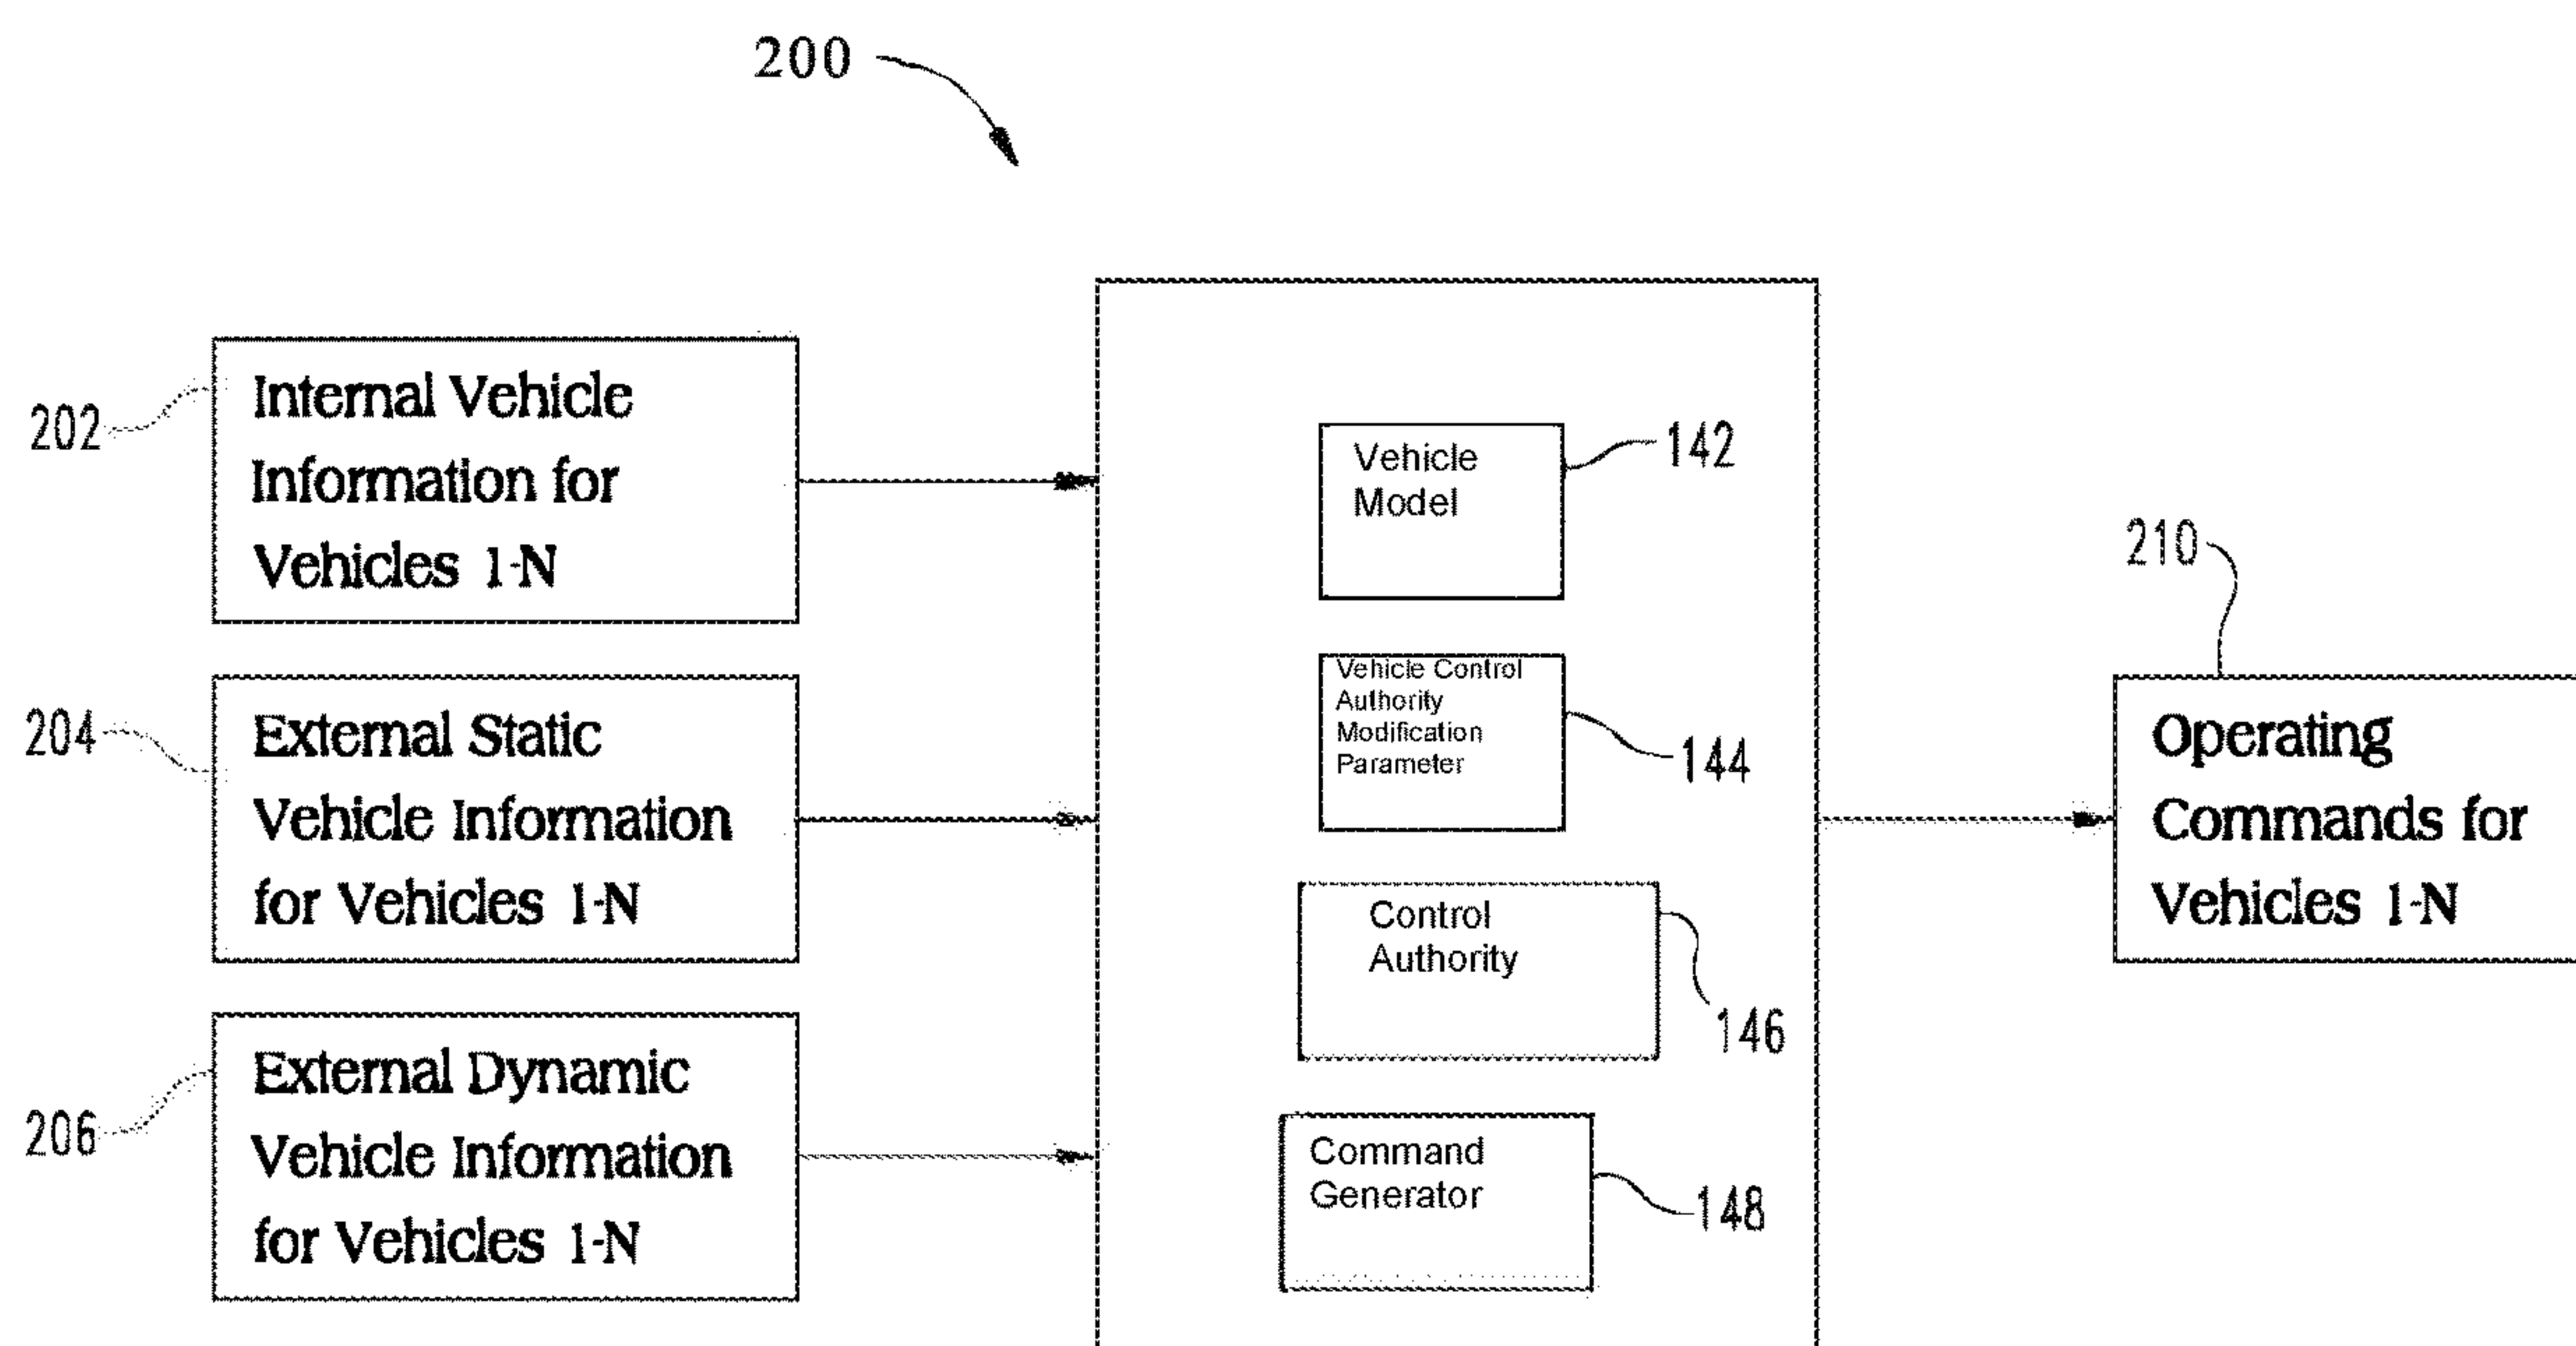 200
202
Internal Vehicle
Information for
Vehicles 1-N
204
External Static
Vehicle Information
for Vehicles 1-N
206
External Dynamic
Vehicle Information
for Vehicles 1-N
Vehicle
Model
142
Vehicle Control
Authority
Modification
Parameter
144
Control
Authority
146
Command
Generator
148
210
Operating
Commands for
Vehicles 1-N